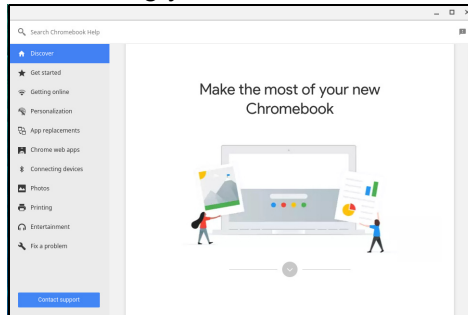 Search Chromebook Help
Discover
Get started
Getting online
Personalization
App replacements
Chrome web apps
Connecting devices
Photos
Printing
Entertainment
Fix a problem
Contact support
Make the most of your new
Chromebook